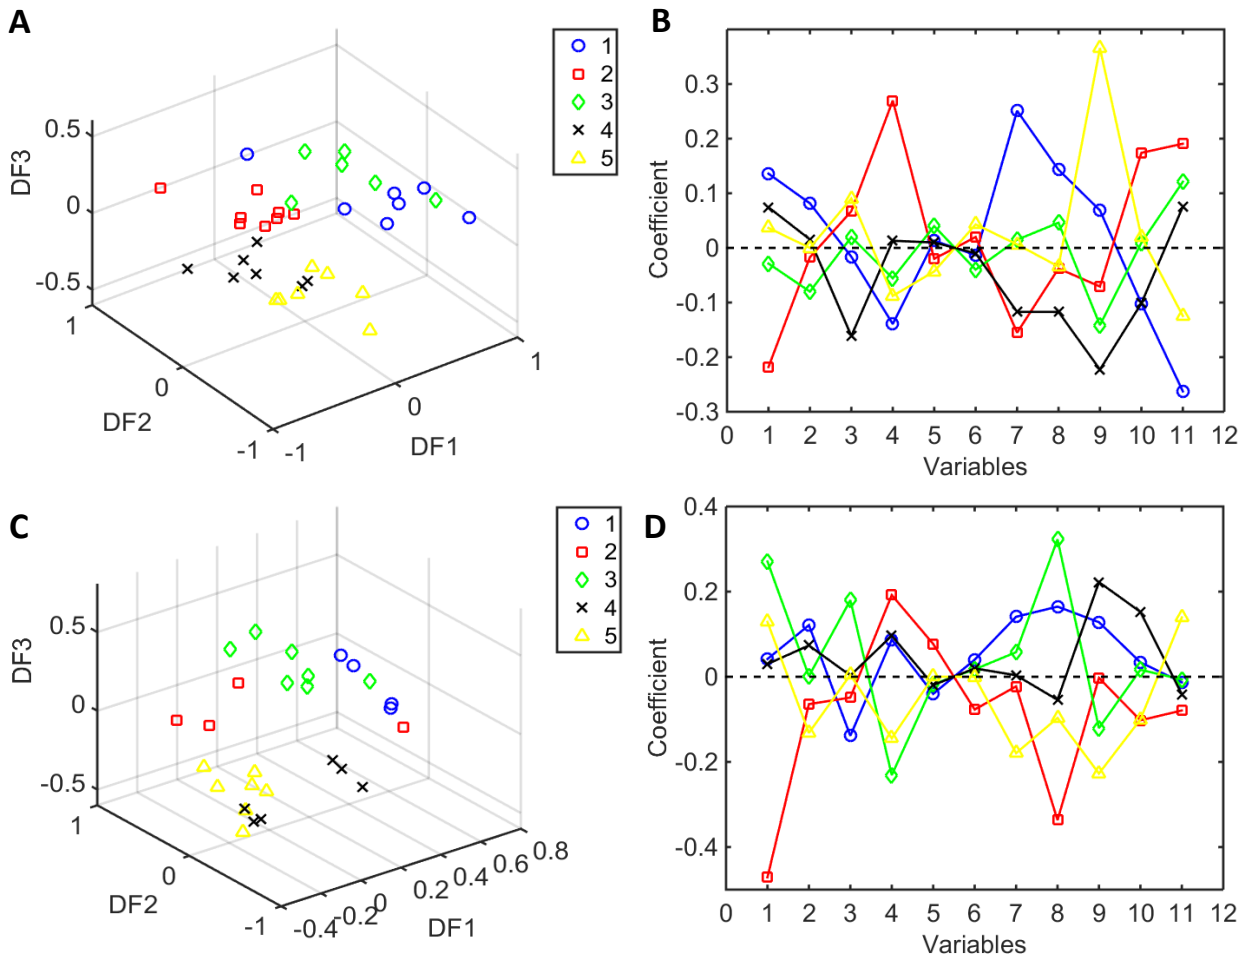 A
0.5
0
-0.5
DF3
1
0
-1
DF2
-1
0
1
DF1
1
2
3
4
5
B
0.3
0.2
0.1
0
-0.1
-0.2
-0.3
Coefficient
0 1 2 3 4 5 6 7 8 9 10 11 12
Variables
C
0.5
0
-0.5
DF3
1
0
-1
DF2
-0.4 -0.2 0 0.2 0.4 0.6 0.8
DF1
1
2
3
4
5
D
0.4
0.2
0
-0.2
-0.4
Coefficient
0 1 2 3 4 5 6 7 8 9 10 11 12
Variables